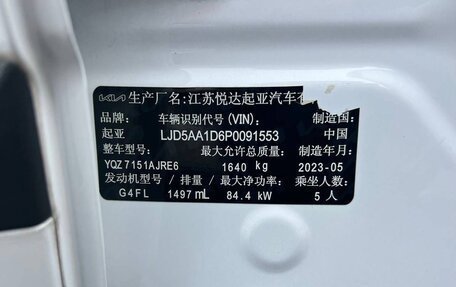 KIA 生产厂名:江苏悦达起亚汽车有
品牌: 车辆识别代号(VIN): 制造国:
起亚 LJD5AA1D6P0091553 中国
整车型号: 最大允许总质量: 制造年月:
YQZ7151AJRE6 1640 kg 2023-05
发动机型号/排量/最大净功率: 乘坐人数:
G4FL 1497 mL 84.4 kW 5人